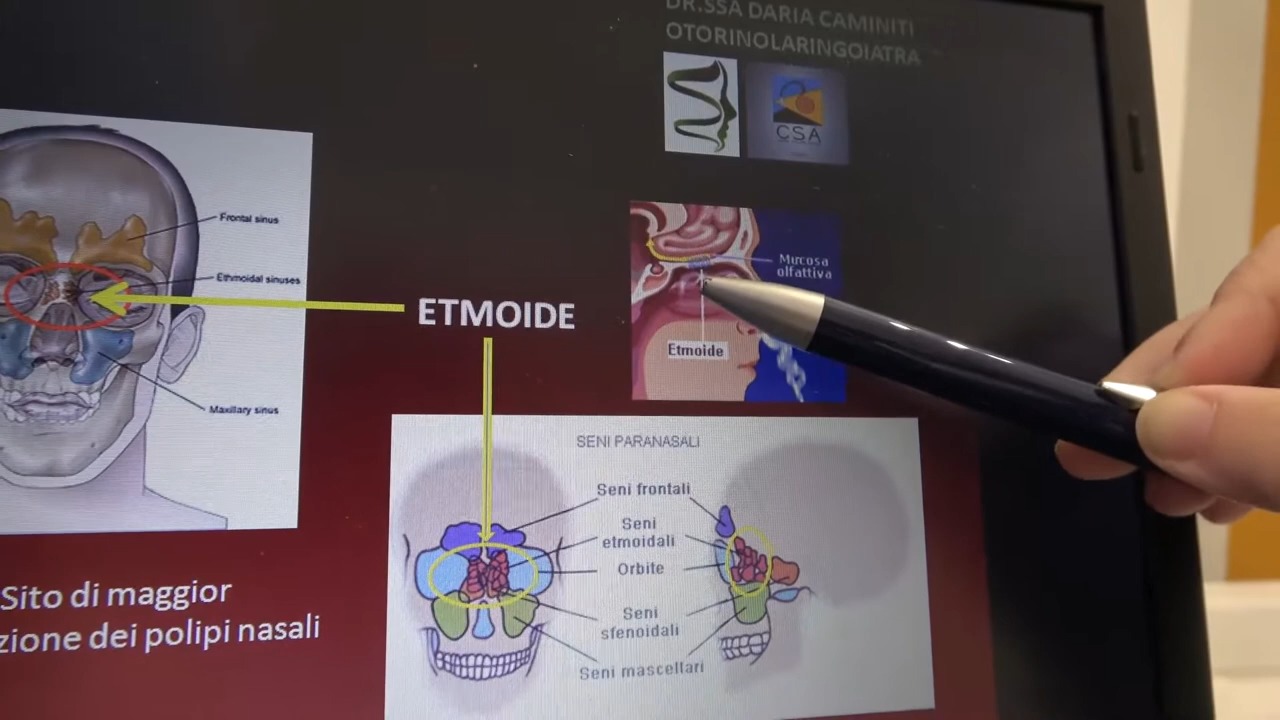 DR.SSA DARIA CAMINITI
OTORINOLARINGOIATRA
CSA
Frontal sinus
Ethmoidal sinuses
Maxillary sinus
ETMOIDE
Mucosa
olfattiva
Etmoide
SENI PARANASALI
Seni frontali
Seni
etmoidali
Orbite
Seni
sfenoidali
Seni mascellari
Sito di maggior
zione dei polipi nasali